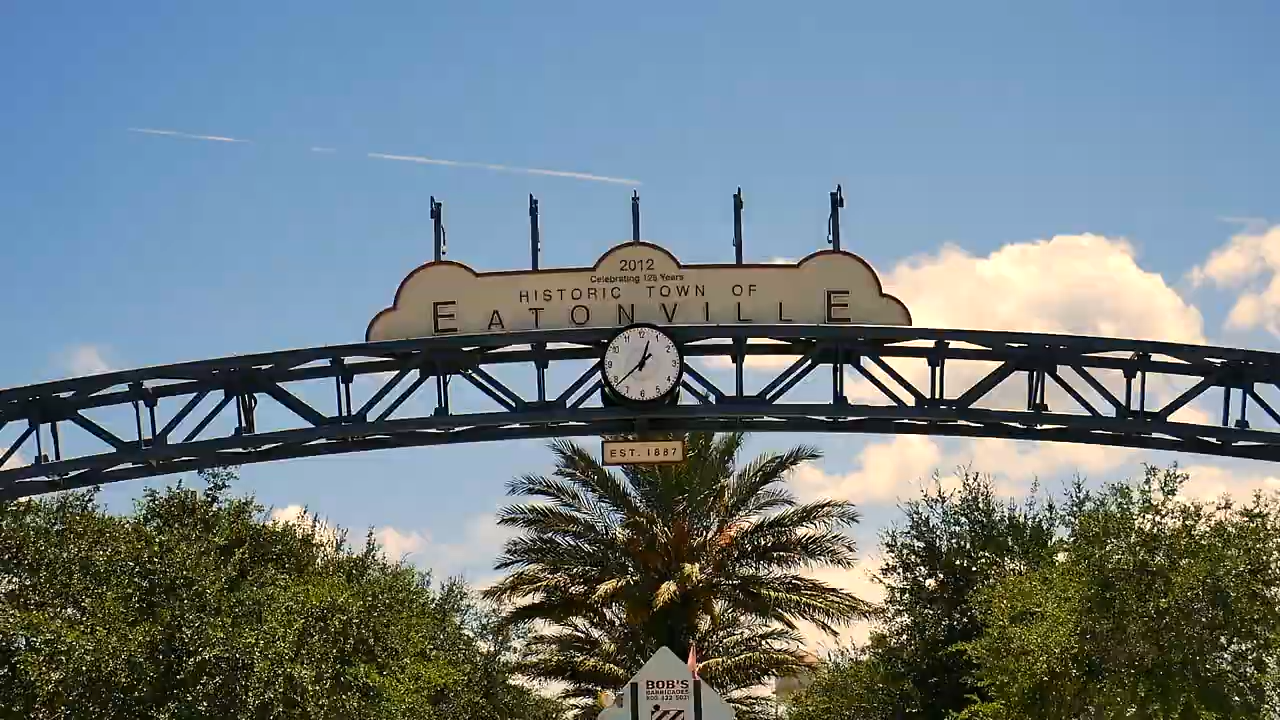 2012
Celebrating 125 Years
HISTORIC TOWN OF
EATONVILLE
EST. 1887
BOB'S
BARRICADES